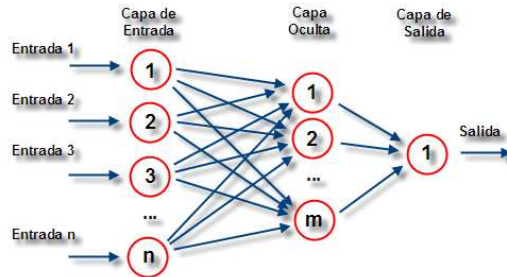 Capa de
Entrada
Capa
Oculta
Capa de
Salida
Entrada 1
1
Entrada 2
2
Entrada 3
3
...
Entrada n
n
1
2
...
m
1
Salida